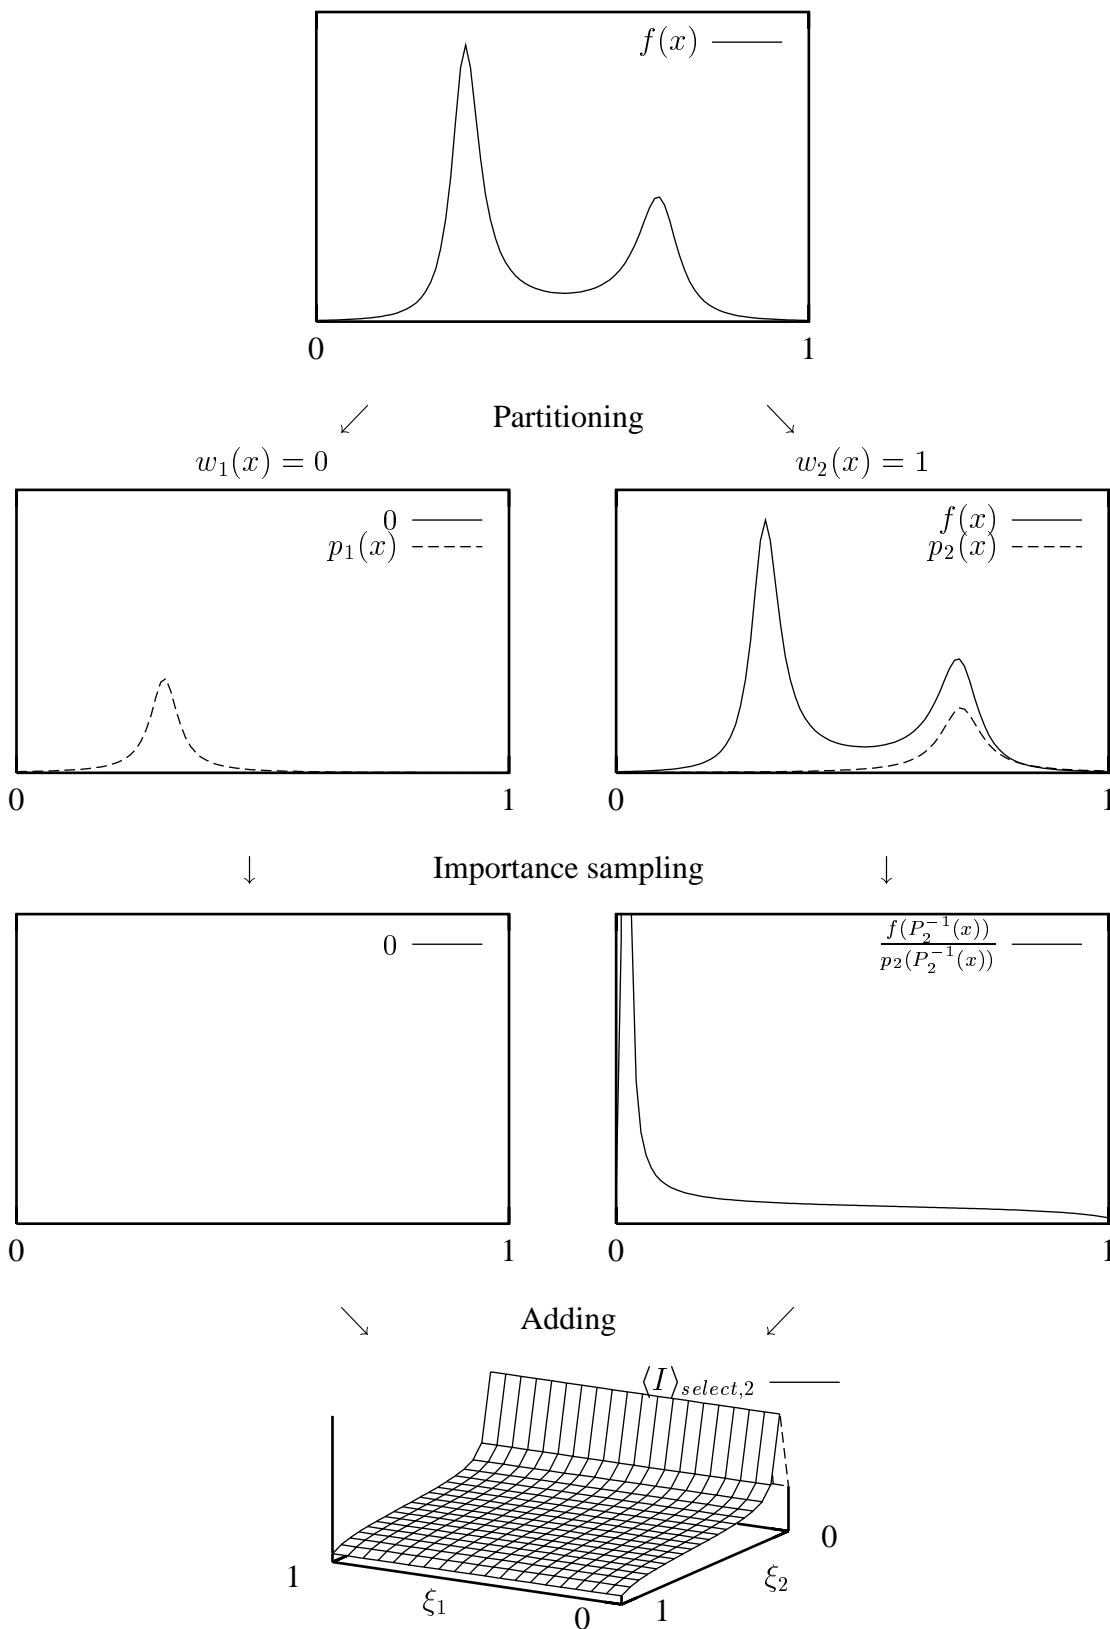 f(x)
0 1
Partitioning
w₁(x) = 0 w₂(x) = 1
0 f(x)
p₁(x) p₂(x)
0 1 0 1
Importance sampling
0 f(P₂⁻¹(x))
p₂(P₂⁻¹(x))
0 1 0 1
Adding
⟨I⟩select,2
0
1 ξ₂
ξ₁ 0 1